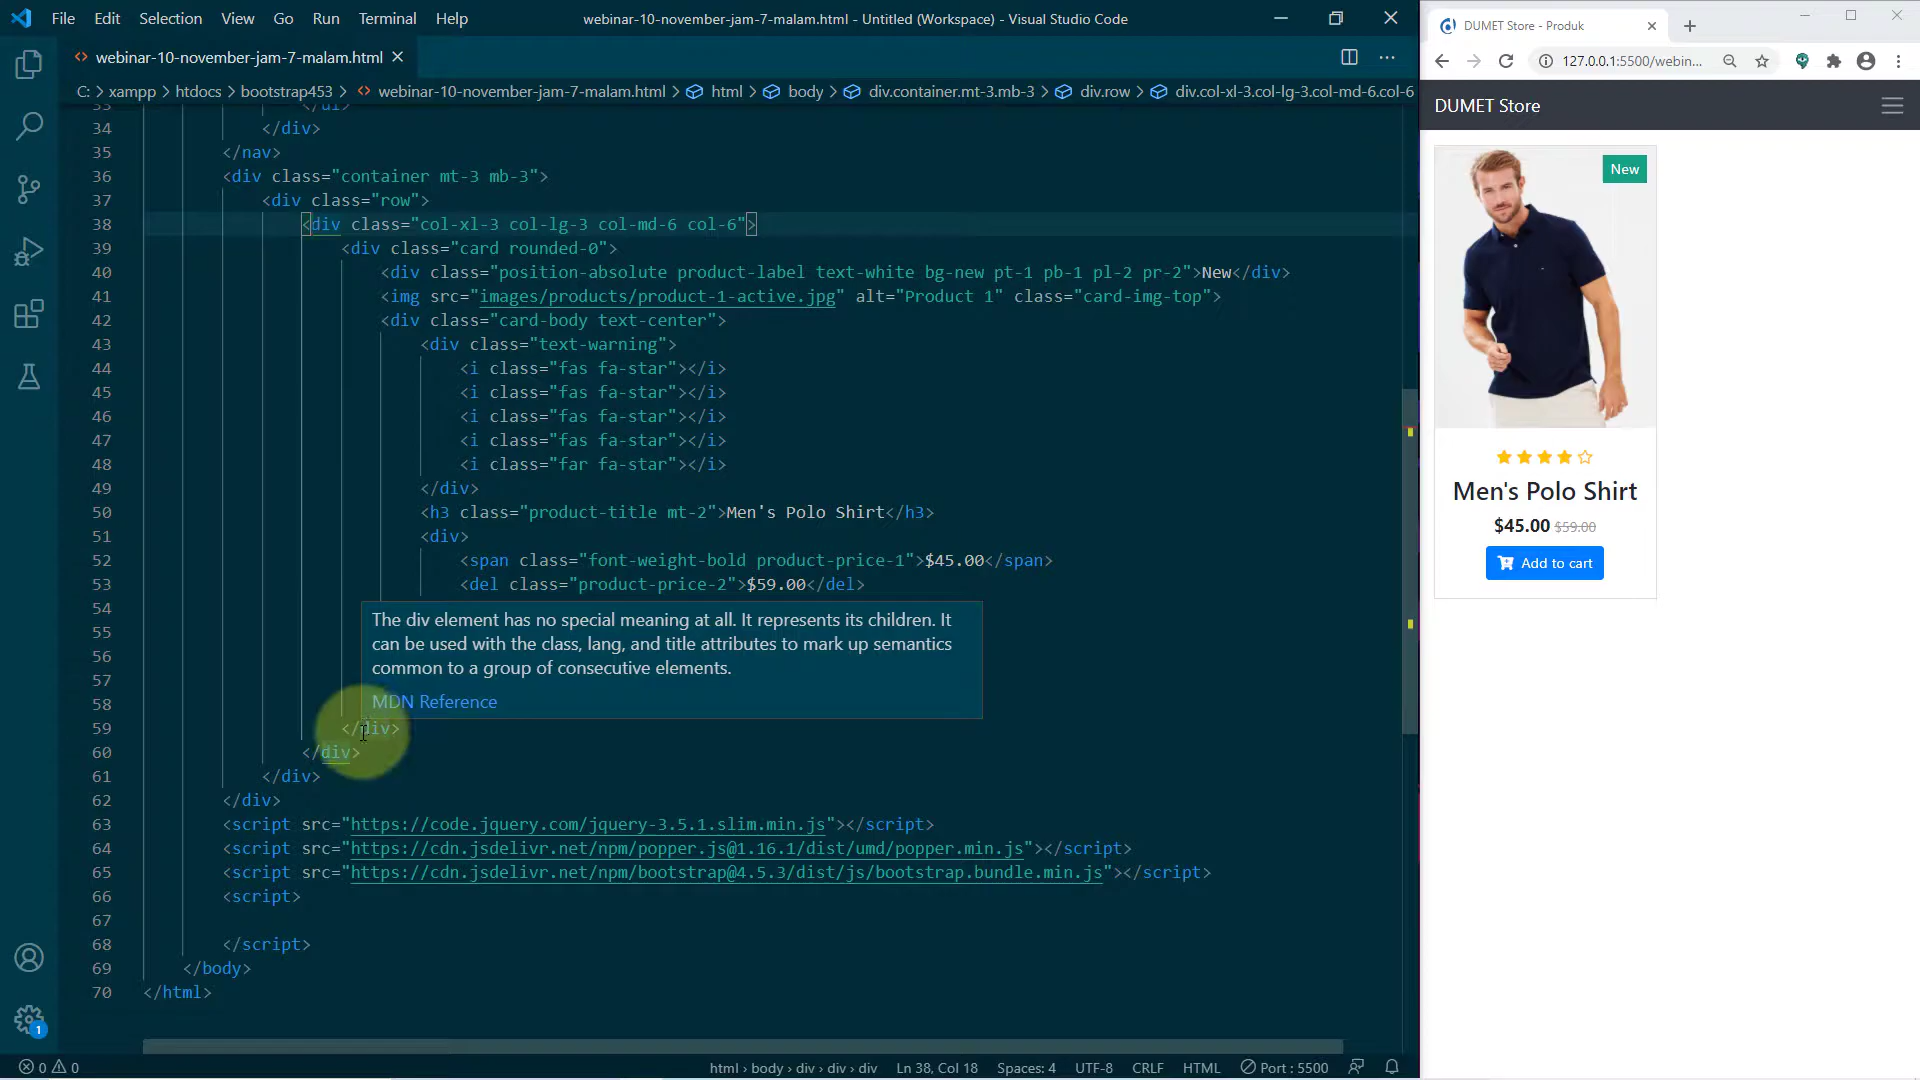 File Edit Selection View Go Run Terminal Help
webinar-10-november-jam-7-malam.html - Untitled (Workspace) - Visual Studio Code
webinar-10-november-jam-7-malam.html
C: > xampp > htdocs > bootstrap453 > webinar-10-november-jam-7-malam.html > html > body > div.container.mt-3.mb-3 > div.row > div.col-xl-3.col-lg-3.col-md-6.col-6
33 </ul>
34 </div>
35 </nav>
36 <div class="container mt-3 mb-3">
37 <div class="row">
38 <div class="col-xl-3 col-lg-3 col-md-6 col-6">
39 <div class="card rounded-0">
40 <div class="position-absolute product-label text-white bg-new pt-1 pb-1 pl-2 pr-2">New</div>
41 <img src="images/products/product-1-active.jpg" alt="Product 1" class="card-img-top">
42 <div class="card-body text-center">
43 <div class="text-warning">
44 <i class="fas fa-star"></i>
45 <i class="fas fa-star"></i>
46 <i class="fas fa-star"></i>
47 <i class="fas fa-star"></i>
48 <i class="far fa-star"></i>
49 </div>
50 <h3 class="product-title mt-2">Men's Polo Shirt</h3>
51 <div>
52 <span class="font-weight-bold product-price-1">$45.00</span>
53 <del class="product-price-2">$59.00</del>
54
55
56
57
58
The div element has no special meaning at all. It represents its children. It
can be used with the class, lang, and title attributes to mark up semantics
common to a group of consecutive elements.
MDN Reference
59 </div>
60 </div>
61 </div>
62 </div>
63 <script src="https://code.jquery.com/jquery-3.5.1.slim.min.js"></script>
64 <script src="https://cdn.jsdelivr.net/npm/popper.js@1.16.1/dist/umd/popper.min.js"></script>
65 <script src="https://cdn.jsdelivr.net/npm/bootstrap@4.5.3/dist/js/bootstrap.bundle.min.js"></script>
66 <script>
67
68 </script>
69 </body>
70 </html>
1
0 0
html > body > div > div > div Ln 38, Col 18 Spaces: 4 UTF-8 CRLF HTML Port : 5500
DUMET Store - Produk
127.0.0.1:5500/webin...
DUMET Store
New
Men's Polo Shirt
$45.00 $59.00
Add to cart